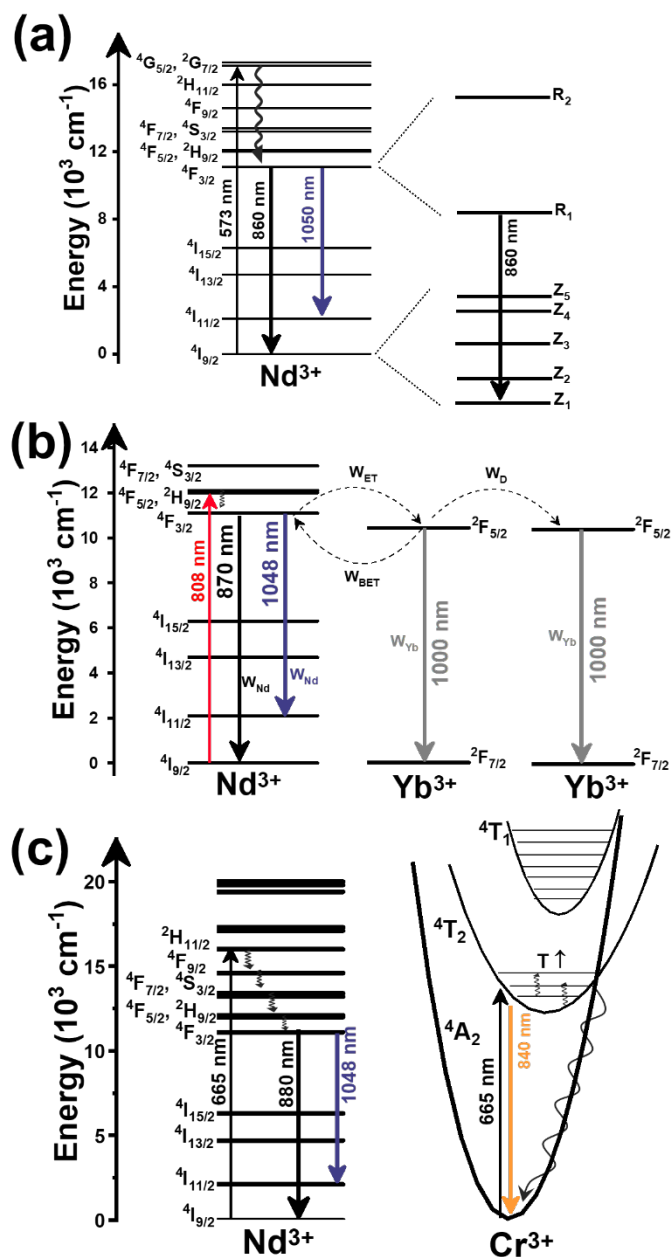 (a)
Energy (10³ cm⁻¹)
16
12
8
4
0
⁴G₅/₂, ²G₇/₂
²H₁₁/₂
⁴F₉/₂
⁴F₇/₂, ⁴S₃/₂
⁴F₅/₂, ²H₉/₂
⁴F₃/₂
⁴I₁₅/₂
⁴I₁₃/₂
⁴I₁₁/₂
⁴I₉/₂
573 nm
860 nm
1050 nm
Nd³⁺
R₂
R₁
860 nm
Z₅
Z₄
Z₃
Z₂
Z₁
(b)
Energy (10³ cm⁻¹)
14
12
10
8
6
4
2
0
⁴F₇/₂, ⁴S₃/₂
⁴F₅/₂, ²H₉/₂
⁴F₃/₂
⁴I₁₅/₂
⁴I₁₃/₂
⁴I₁₁/₂
⁴I₉/₂
808 nm
870 nm
1048 nm
W_Nd
W_Nd
Nd³⁺
W_ET
W_BET
W_D
²F₅/₂
W_Yb
1000 nm
²F₇/₂
Yb³⁺
²F₅/₂
W_Yb
1000 nm
²F₇/₂
Yb³⁺
(c)
Energy (10³ cm⁻¹)
20
15
10
5
0
²H₁₁/₂
⁴F₉/₂
⁴F₇/₂, ⁴S₃/₂
⁴F₅/₂, ²H₉/₂
⁴F₃/₂
⁴I₁₅/₂
⁴I₁₃/₂
⁴I₁₁/₂
⁴I₉/₂
665 nm
880 nm
1048 nm
Nd³⁺
⁴T₁
⁴T₂
T ↑
⁴A₂
665 nm
840 nm
Cr³⁺